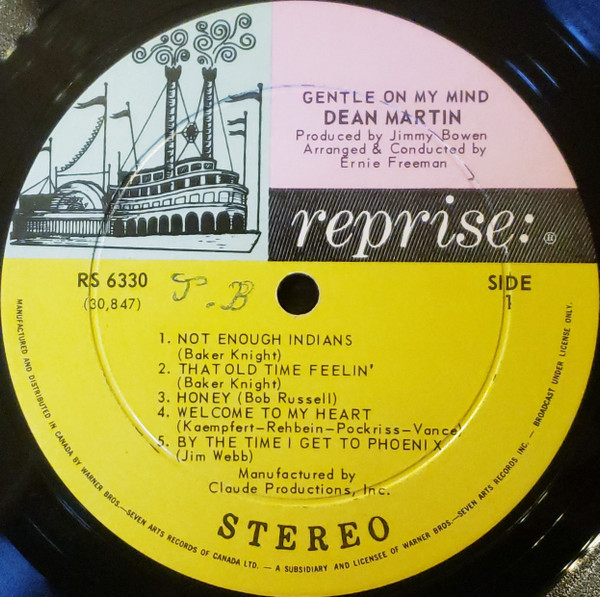 GENTLE ON MY MIND
DEAN MARTIN
Produced by Jimmy Bowen
Arranged & Conducted by
Ernie Freeman
reprise:®
RS 6330
(30,847)
T.B
SIDE
1
1. NOT ENOUGH INDIANS
(Baker Knight)
2. THAT OLD TIME FEELIN'
(Baker Knight)
3. HONEY (Bob Russell)
4. WELCOME TO MY HEART
(Kaempfert-Rehbein-Pockriss-Vance)
5. BY THE TIME I GET TO PHOENIX
(Jim Webb)
Manufactured by
Claude Productions, Inc.
STEREO
MANUFACTURED AND DISTRIBUTED IN CANADA BY WARNER BROS.—SEVEN ARTS RECORDS OF CANADA LTD. — A SUBSIDIARY AND LICENSEE OF WARNER BROS.—SEVEN ARTS RECORDS INC. — BROADCAST UNDER LICENSE ONLY.